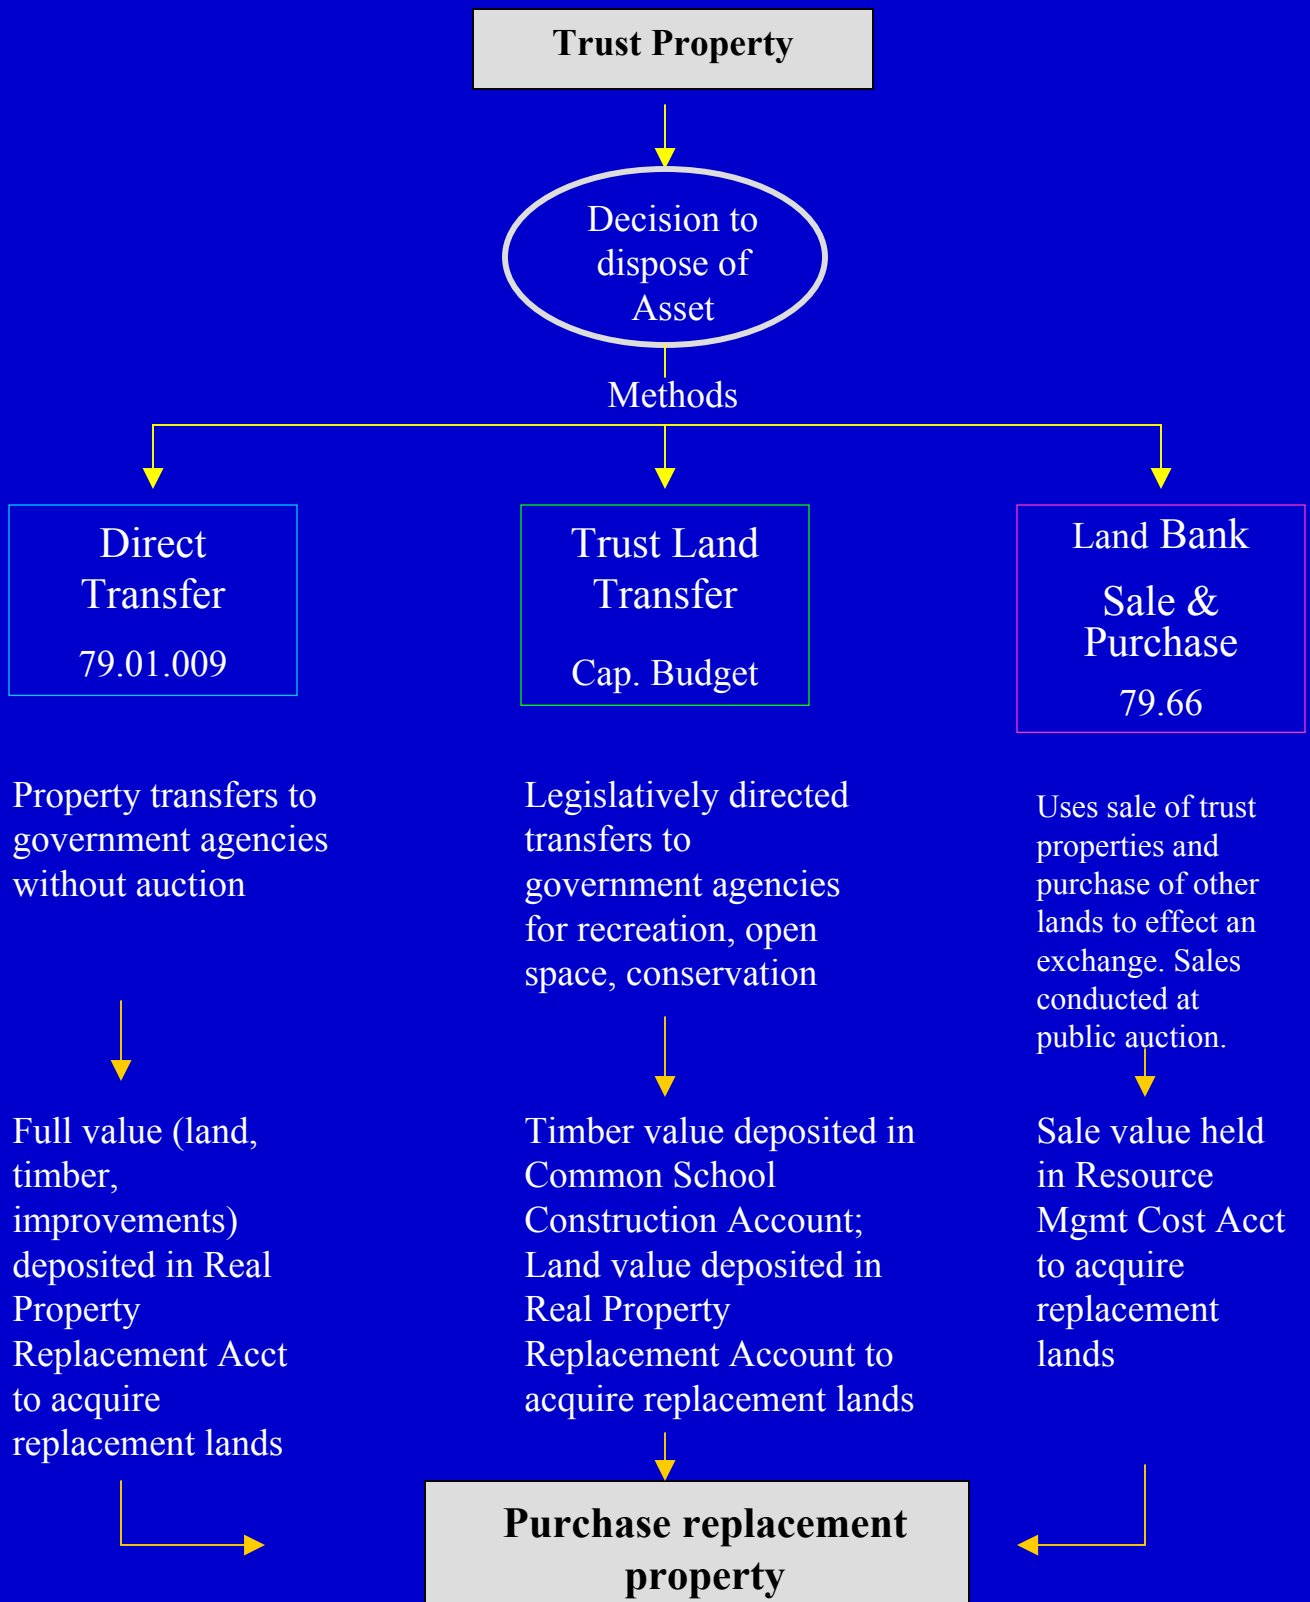 Trust Property
Decision to
dispose of
Asset
Methods
Direct
Transfer
79.01.009
Trust Land
Transfer
Cap. Budget
Land Bank
Sale &
Purchase
79.66
Property transfers to
government agencies
without auction
Legislatively directed
transfers to
government agencies
for recreation, open
space, conservation
Uses sale of trust
properties and
purchase of other
lands to effect an
exchange. Sales
conducted at
public auction.
Full value (land,
timber,
improvements)
deposited in Real
Property
Replacement Acct
to acquire
replacement lands
Timber value deposited in
Common School
Construction Account;
Land value deposited in
Real Property
Replacement Account to
acquire replacement lands
Sale value held
in Resource
Mgmt Cost Acct
to acquire
replacement
lands
Purchase replacement
property